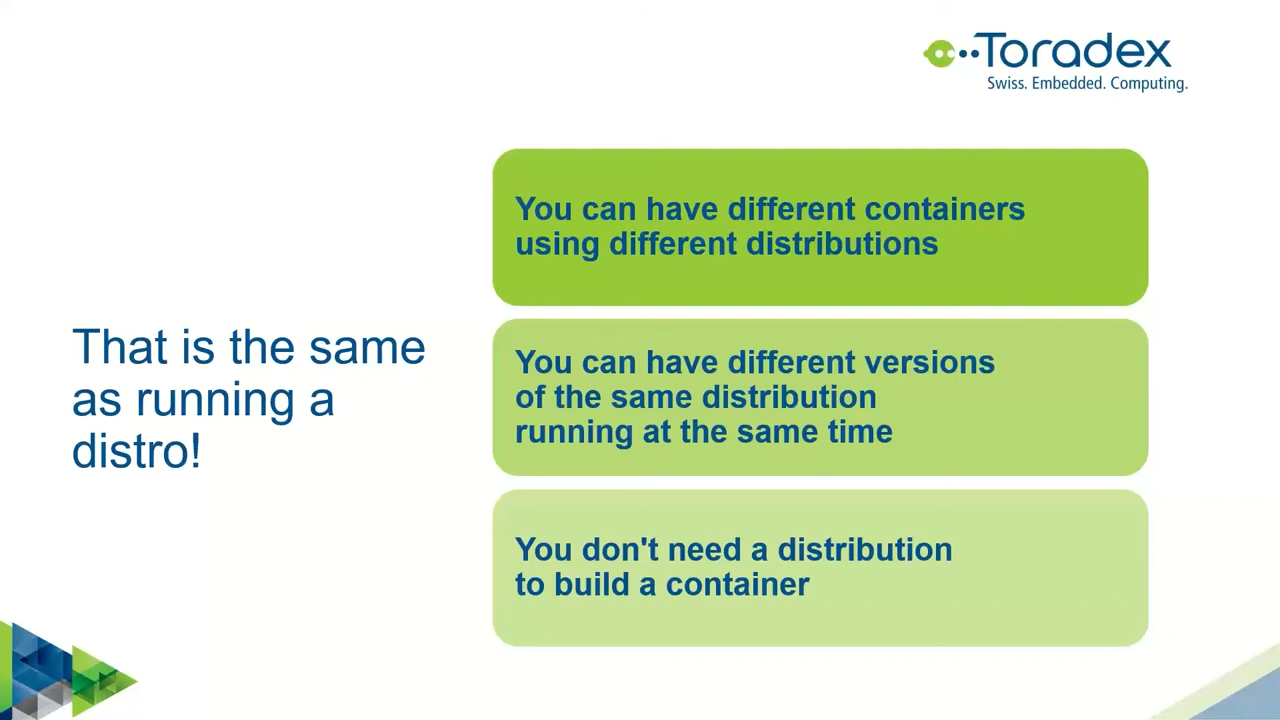 Toradex
Swiss. Embedded. Computing.
That is the same
as running a
distro!
You can have different containers
using different distributions
You can have different versions
of the same distribution
running at the same time
You don't need a distribution
to build a container